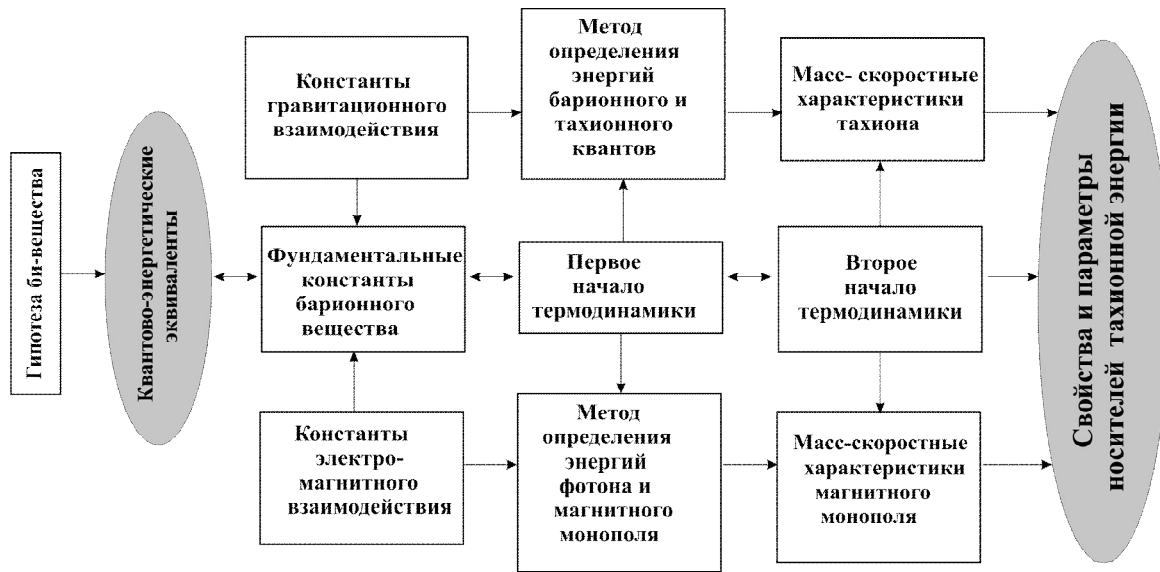 Гипотеза би-вещества
Квантово-энергетические
эквиваленты
Константы
гравитационного
взаимодействия
Фундаментальные
константы
барионного
вещества
Константы
электро-
магнитного
взаимодействия
Метод
определения
энергий
барионного и
тахионного
квантов
Первое
начало
термодинамики
Метод
определения
энергий
фотона и
магнитного
монополя
Масс- скоростные
характеристики
тахиона
Второе
начало
термодинамики
Масс-скоростные
характеристики
магнитного
монополя
Свойства и параметры
носителей тахионной энергии